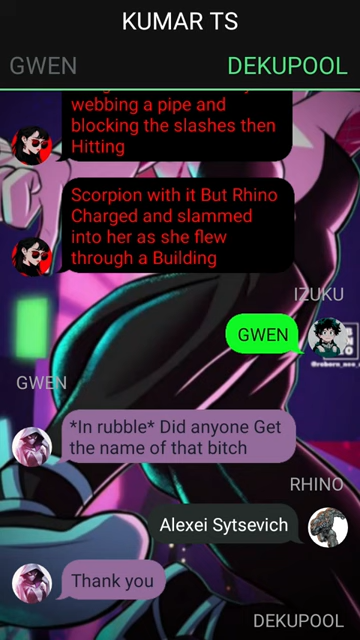 KUMAR TS
GWEN
DEKUPOOL
webbing a pipe and
blocking the slashes then
Hitting
Scorpion with it But Rhino
Charged and slammed
into her as she flew
through a Building
IZUKU
GWEN
GWEN
*In rubble* Did anyone Get
the name of that bitch
RHINO
Alexei Sytsevich
Thank you
DEKUPOOL